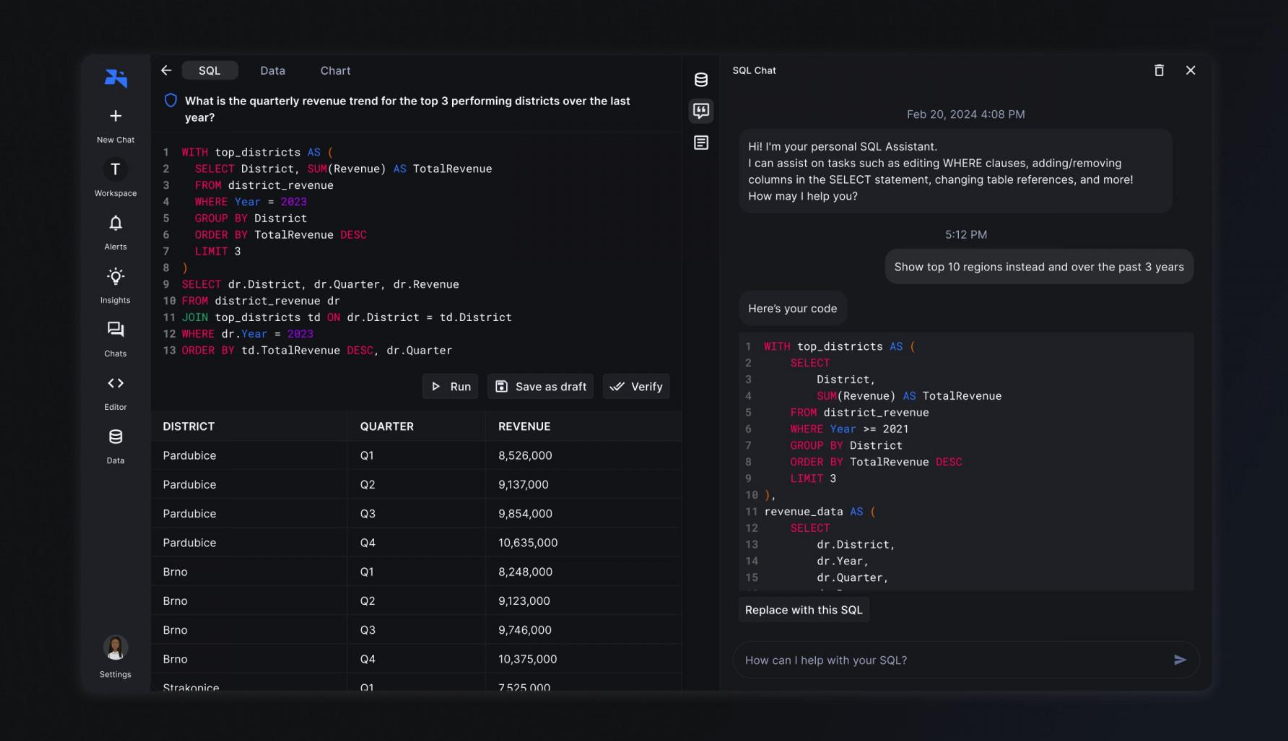 New Chat
T
Workspace
Alerts
Insights
Chats
Editor
Data
Settings
SQL Data Chart
What is the quarterly revenue trend for the top 3 performing districts over the last
year?
1 WITH top_districts AS (
2 SELECT District, SUM(Revenue) AS TotalRevenue
3 FROM district_revenue
4 WHERE Year = 2023
5 GROUP BY District
6 ORDER BY TotalRevenue DESC
7 LIMIT 3
8 )
9 SELECT dr.District, dr.Quarter, dr.Revenue
10 FROM district_revenue dr
11 JOIN top_districts td ON dr.District = td.District
12 WHERE dr.Year = 2023
13 ORDER BY td.TotalRevenue DESC, dr.Quarter
Run Save as draft Verify
DISTRICT QUARTER REVENUE
Pardubice Q1 8,526,000
Pardubice Q2 9,137,000
Pardubice Q3 9,854,000
Pardubice Q4 10,635,000
Brno Q1 8,248,000
Brno Q2 9,123,000
Brno Q3 9,746,000
Brno Q4 10,375,000
Strakonice Q1 7,525,000
SQL Chat
Feb 20, 2024 4:08 PM
Hi! I'm your personal SQL Assistant.
I can assist on tasks such as editing WHERE clauses, adding/removing
columns in the SELECT statement, changing table references, and more!
How may I help you?
5:12 PM
Show top 10 regions instead and over the past 3 years
Here's your code
1 WITH top_districts AS (
2 SELECT
3 District,
4 SUM(Revenue) AS TotalRevenue
5 FROM district_revenue
6 WHERE Year >= 2021
7 GROUP BY District
8 ORDER BY TotalRevenue DESC
9 LIMIT 3
10 ),
11 revenue_data AS (
12 SELECT
13 dr.District,
14 dr.Year,
15 dr.Quarter,
Replace with this SQL
How can I help with your SQL?